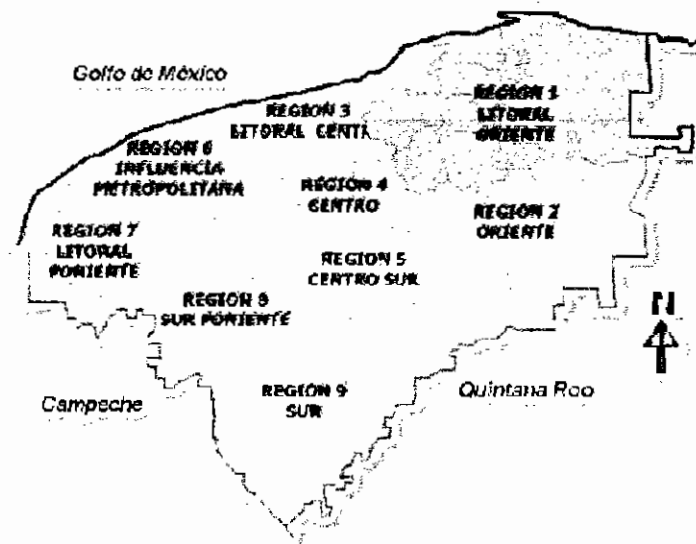 Golfo de México
REGION 1
LITORAL
ORIENTE
REGION 3
LITORAL CENT
REGION 6
INFLUENCIA
METROPOLITANA
REGION 4
CENTRO
REGION 2
ORIENTE
REGION 7
LITORAL
PONIENTE
REGION 5
CENTRO SUR
REGION 8
SUR PONIENTE
N
REGION 9
SUR
Campeche
Quintana Roo